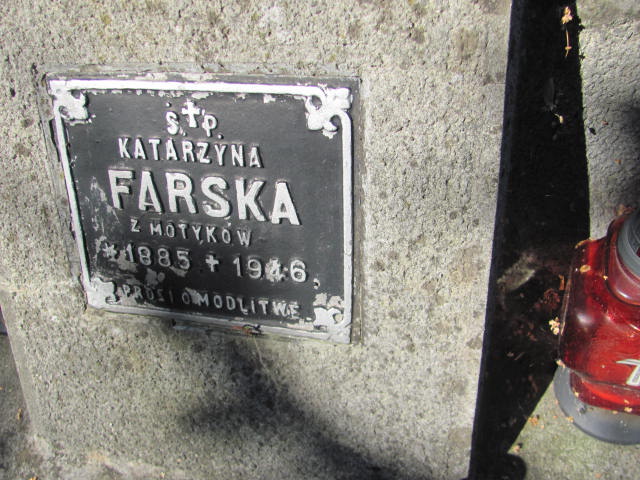 Ś. † P.
KATARZYNA
FARSKA
Z MOTYKÓW
* 1885 † 1946
PROSI O MODLITWĘ